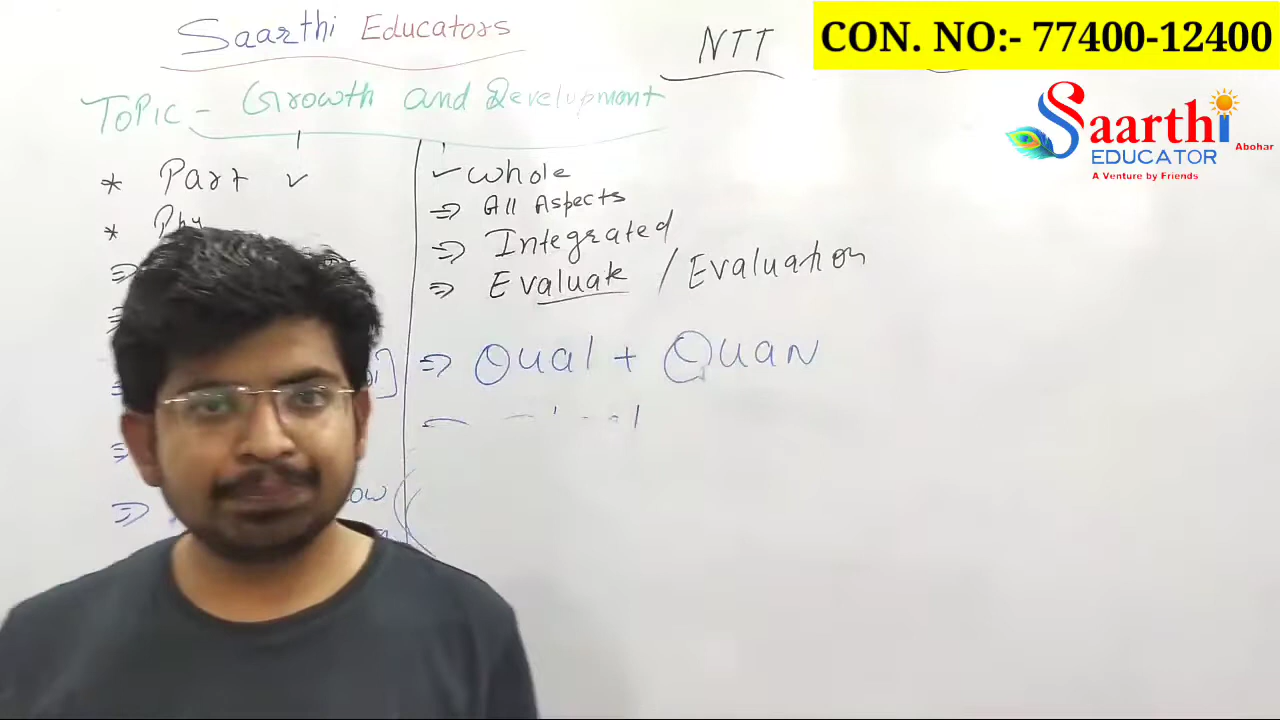 Saarthi Educators
NTT
CON. NO:- 77400-12400
Topic - Growth and Development
Saarthi
EDUCATOR
Abohar
A Venture by Friends
* Part ✓
✓ Whole
* Phy
⇒ All Aspects
⇒ Integrated
⇒ Evaluate / Evaluation
⇒ Qual + Quan